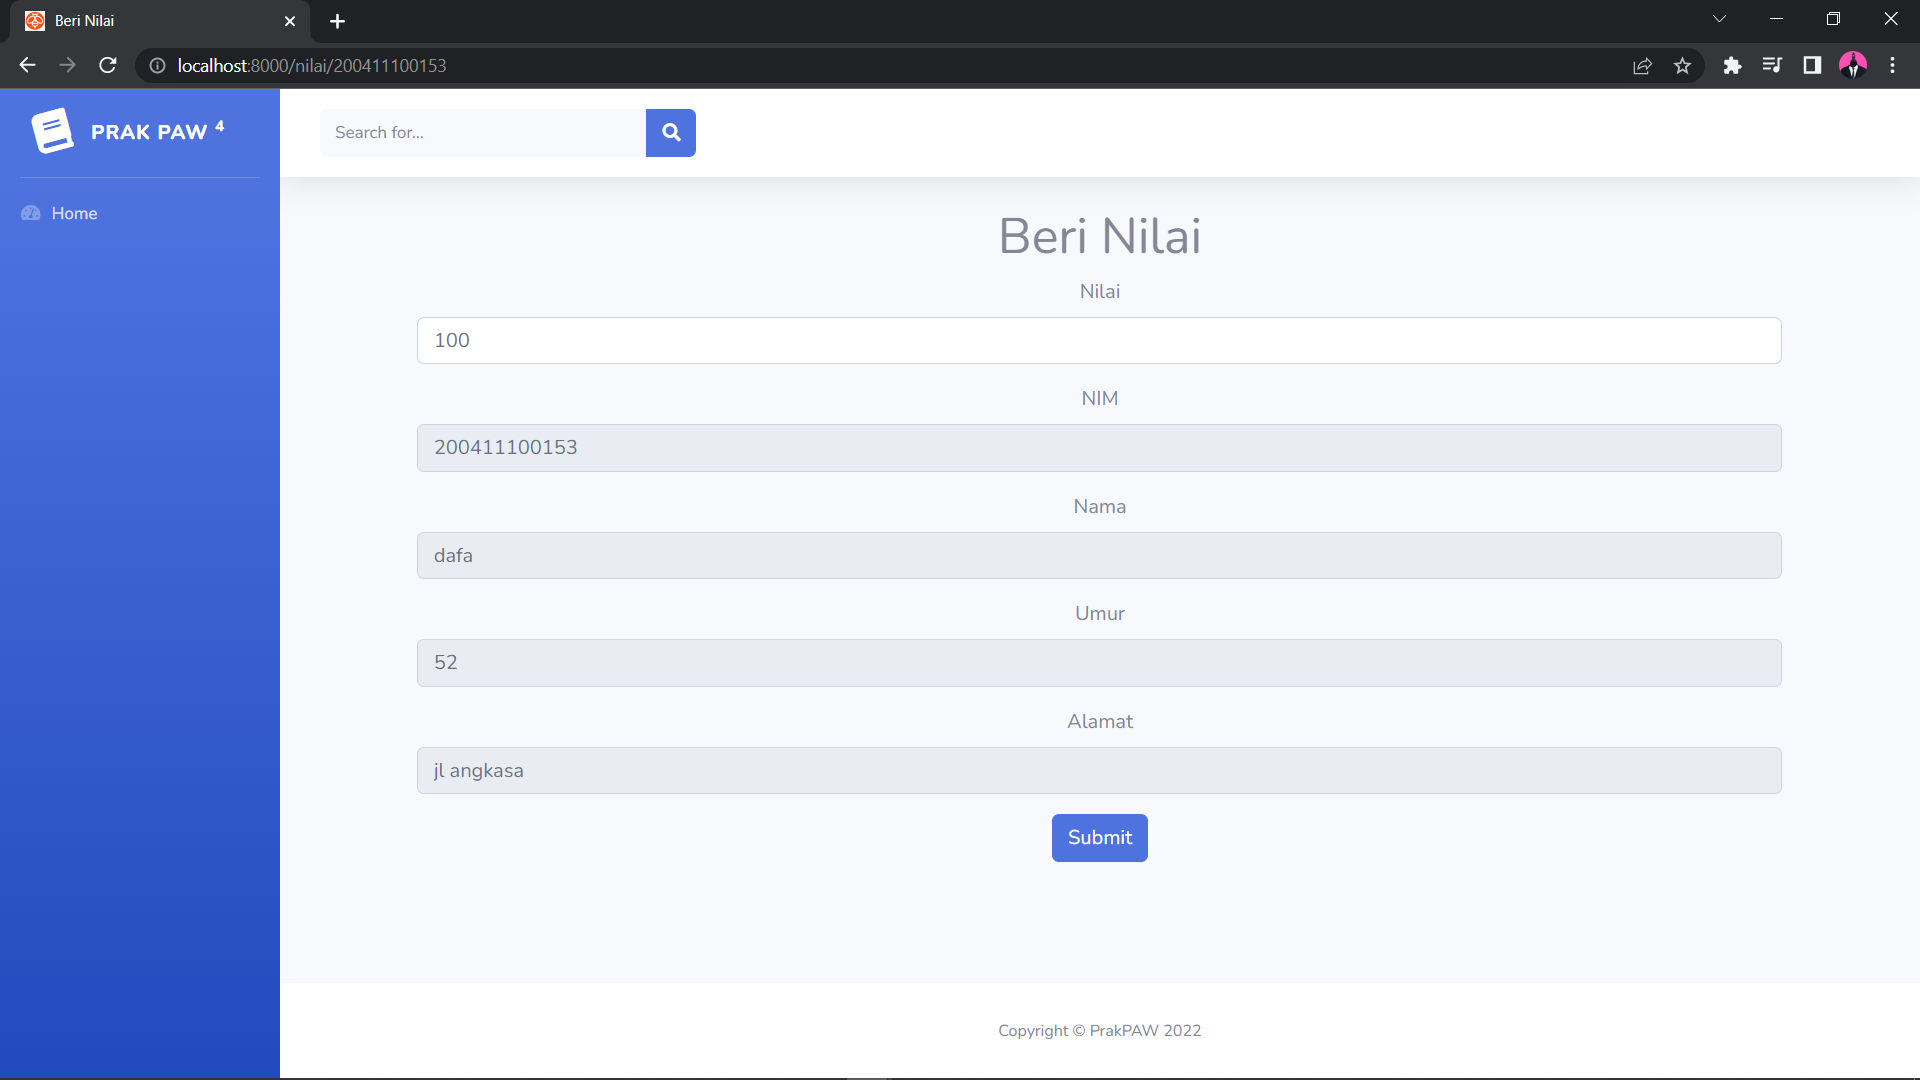 Beri Nilai
localhost:8000/nilai/200411100153
PRAK PAW 4
Search for...
Home
Beri Nilai
Nilai
100
NIM
200411100153
Nama
dafa
Umur
52
Alamat
jl angkasa
Submit
Copyright © PrakPAW 2022